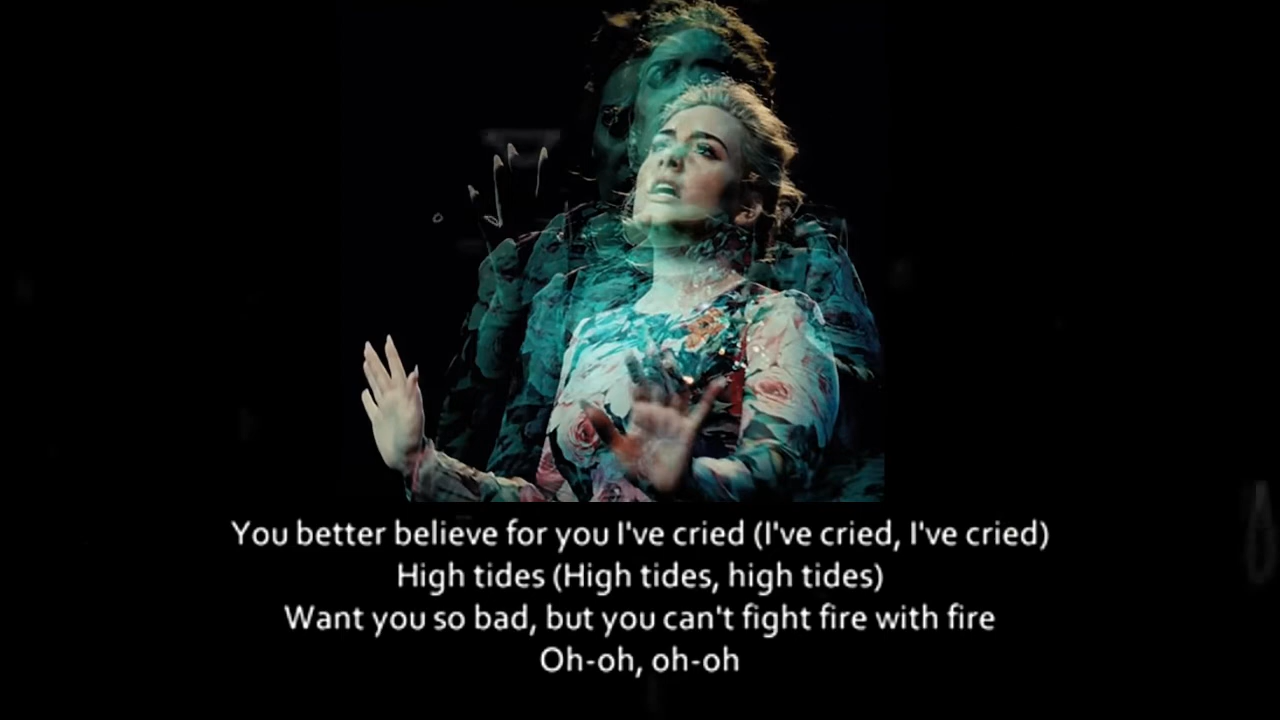 You better believe for you I've cried (I've cried, I've cried)
High tides (High tides, high tides)
Want you so bad, but you can't fight fire with fire
Oh-oh, oh-oh